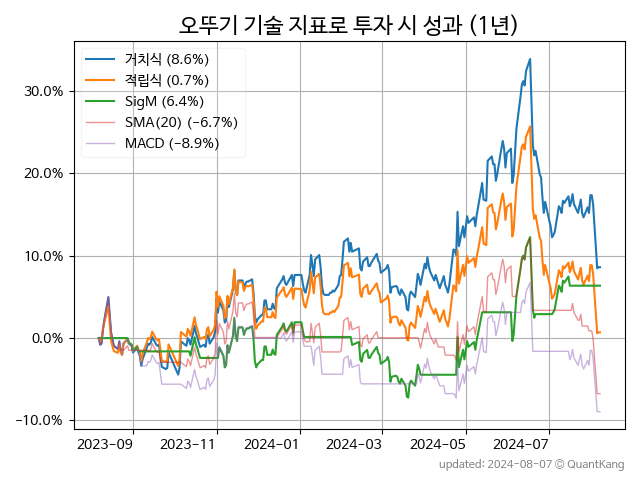 오뚜기 기술 지표로 투자 시 성과 (1년)
거치식 (8.6%)
적립식 (0.7%)
SigM (6.4%)
SMA(20) (−6.7%)
MACD (−8.9%)
30.0%
20.0%
10.0%
0.0%
−10.0%
2023-09 2023-11 2024-01 2024-03 2024-05 2024-07
updated: 2024-08-07 © QuantKang